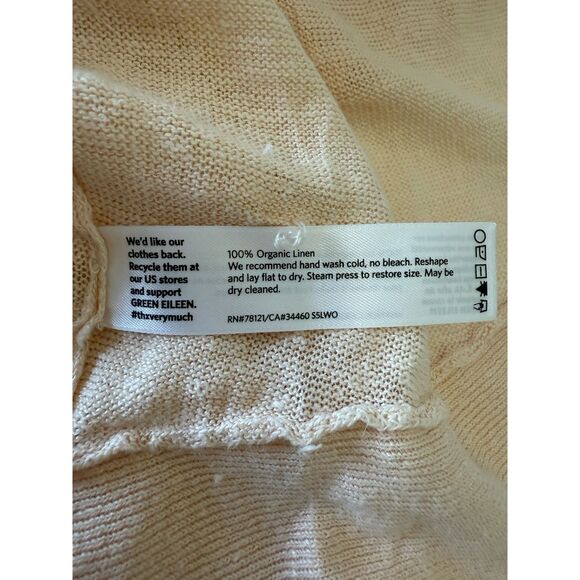 We'd like our
clothes back.
Recycle them at
our US stores
and support
GREEN EILEEN.
#thxverymuch
100% Organic Linen
We recommend hand wash cold, no bleach. Reshape
and lay flat to dry. Steam press to restore size. May be
dry cleaned.
RN#78121/CA#34460 S5LWO